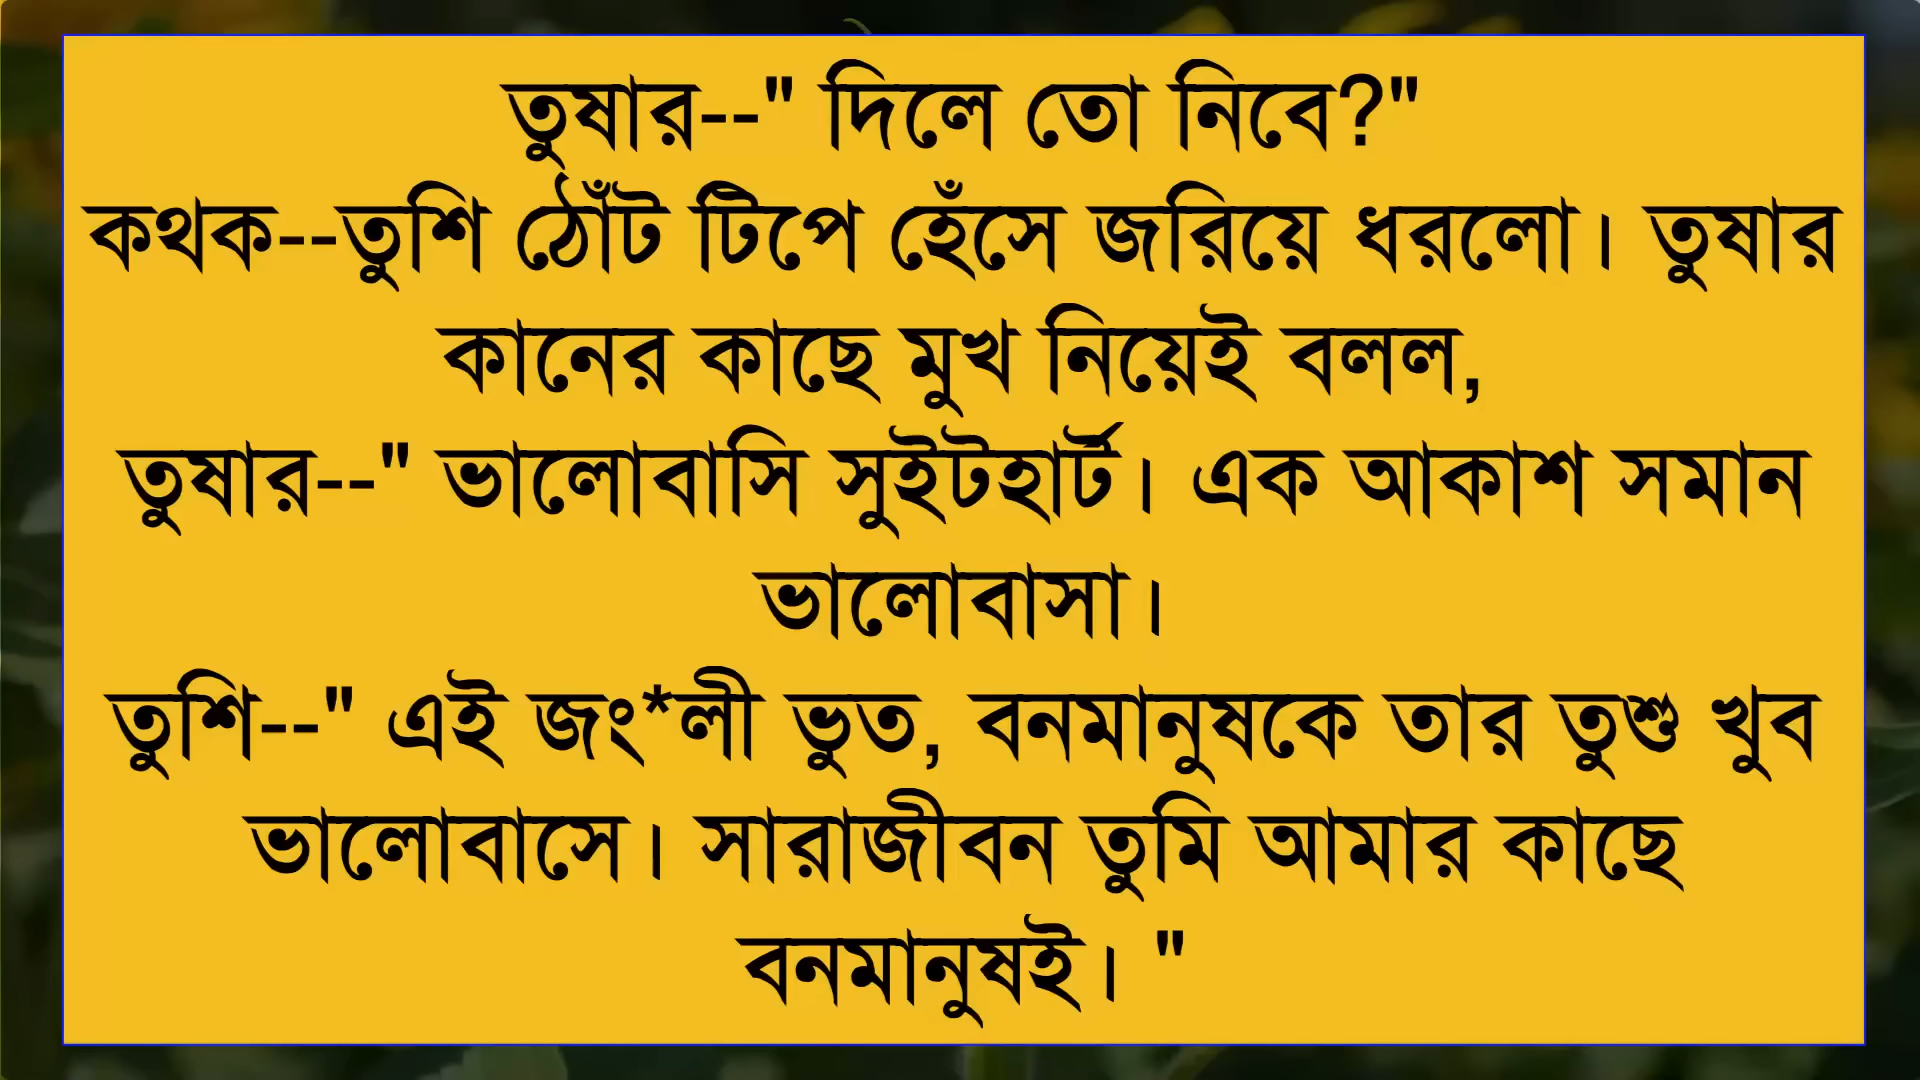 তুষার--" দিলে তো নিবে?"
কথক--তুশি ঠোঁট টিপে হেঁসে জরিয়ে ধরলো। তুষার
কানের কাছে মুখ নিয়েই বলল,
তুষার--" ভালোবাসি সুইটহার্ট। এক আকাশ সমান
ভালোবাসা।
তুশি--" এই জং*লী ভুত, বনমানুষকে তার তুশু খুব
ভালোবাসে। সারাজীবন তুমি আমার কাছে
বনমানুষই। "